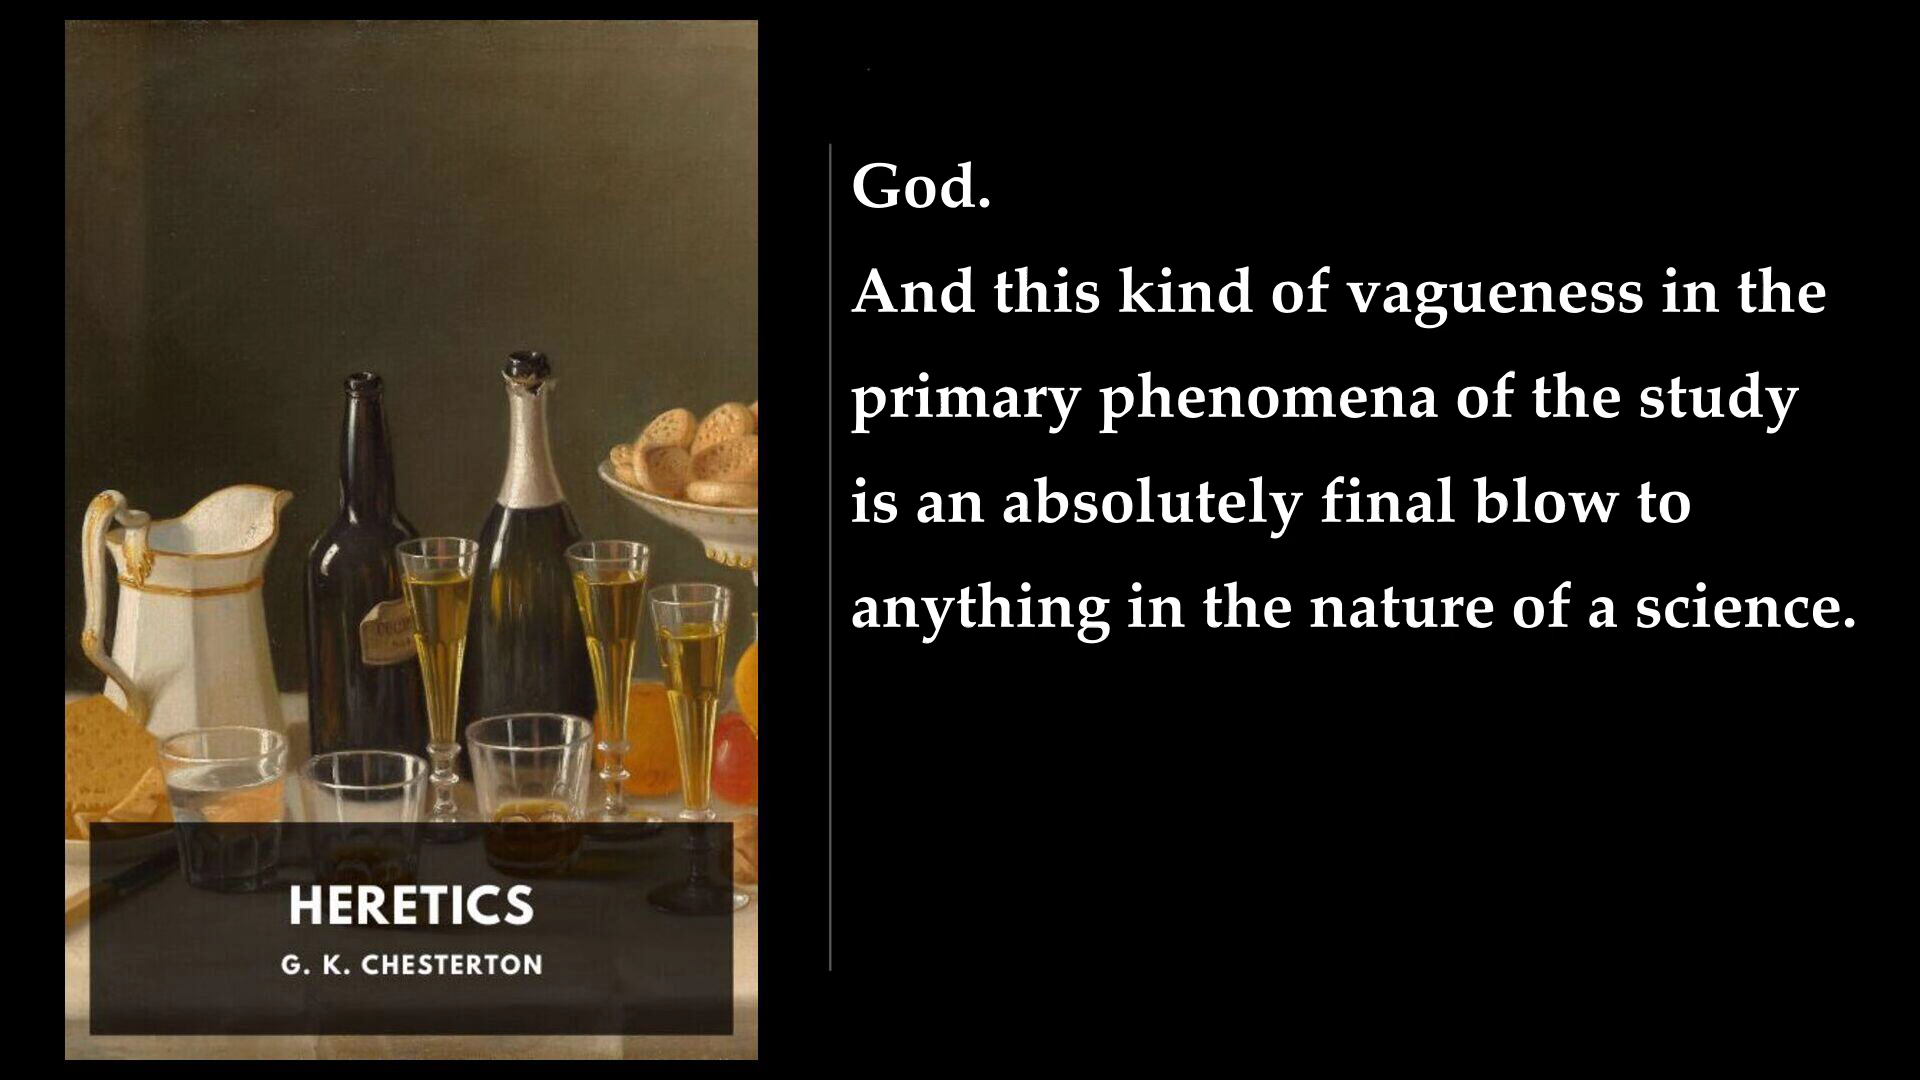 God.
And this kind of vagueness in the
primary phenomena of the study
is an absolutely final blow to
anything in the nature of a science.
HERETICS
G. K. CHESTERTON